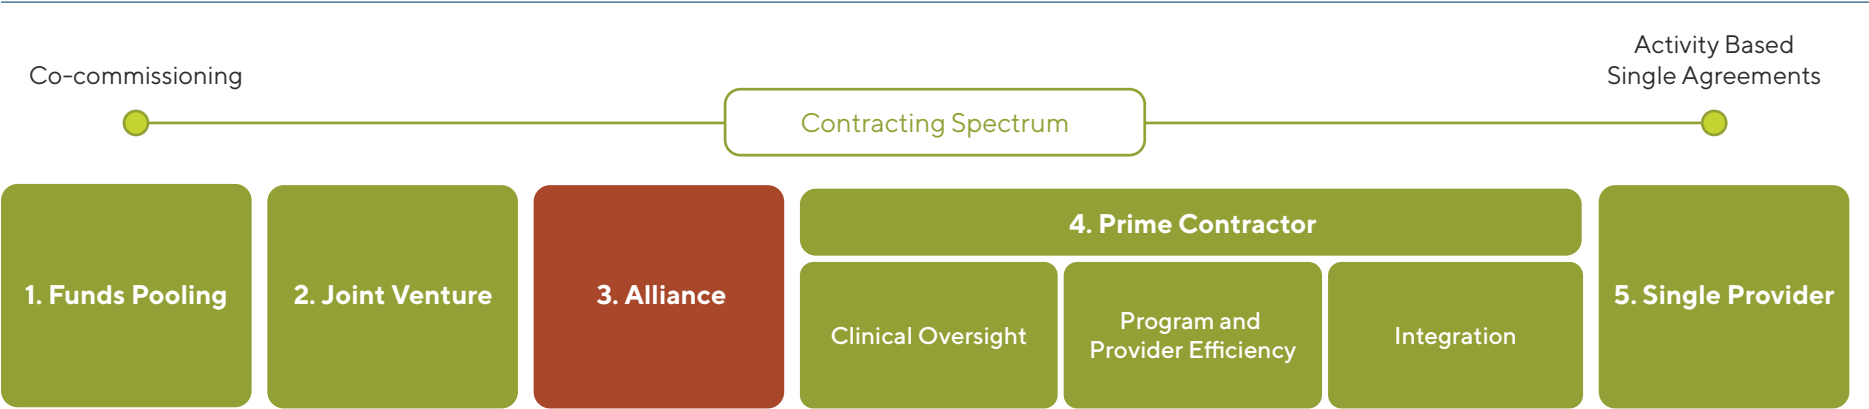 Co-commissioning
Activity Based
Single Agreements
Contracting Spectrum
1. Funds Pooling
2. Joint Venture
3. Alliance
4. Prime Contractor
Clinical Oversight
Program and
Provider Efficiency
Integration
5. Single Provider